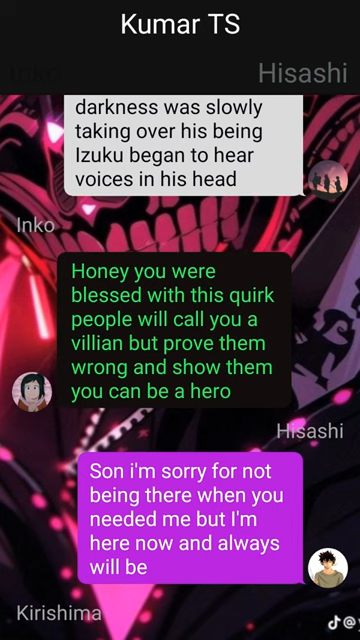 Kumar TS
Inko
Hisashi
darkness was slowly
taking over his being
Izuku began to hear
voices in his head
Inko
Honey you were
blessed with this quirk
people will call you a
villian but prove them
wrong and show them
you can be a hero
Hisashi
Son i'm sorry for not
being there when you
needed me but I'm
here now and always
will be
Kirishima
@